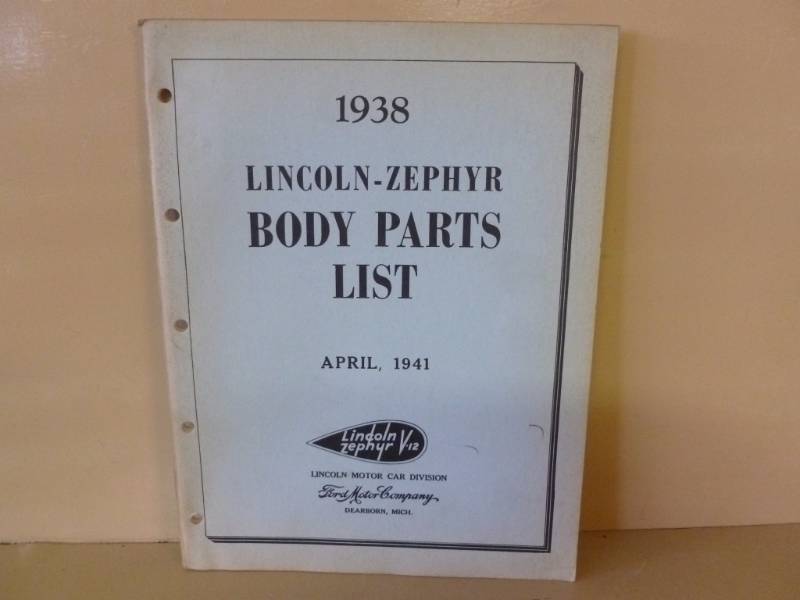 1938
LINCOLN-ZEPHYR
BODY PARTS
LIST
APRIL, 1941
Lincoln
Zephyr V·12
LINCOLN MOTOR CAR DIVISION
Ford Motor Company
DEARBORN, MICH.